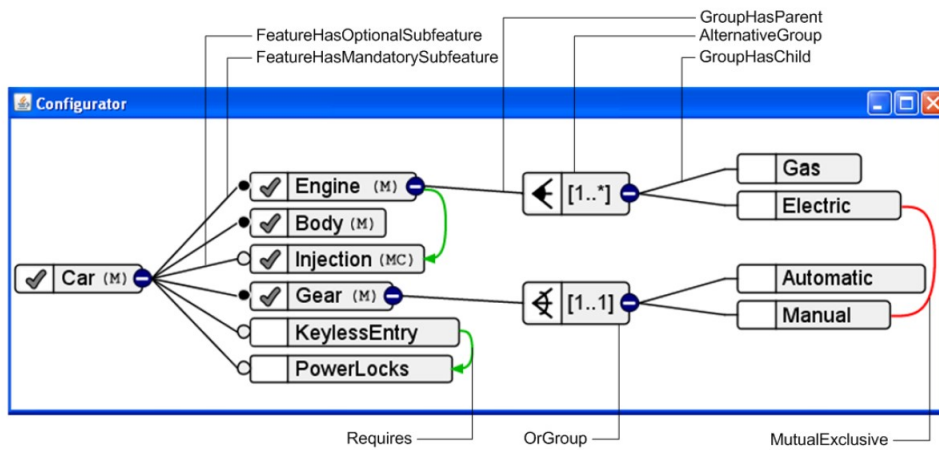 GroupHasParent
FeatureHasOptionalSubfeature
AlternativeGroup
FeatureHasMandatorySubfeature
GroupHasChild
Configurator
Engine (M)
[1..*]
Gas
Electric
Body (M)
Injection (MC)
Car (M)
Gear (M)
[1..1]
Automatic
Manual
KeylessEntry
PowerLocks
Requires
OrGroup
MutualExclusive